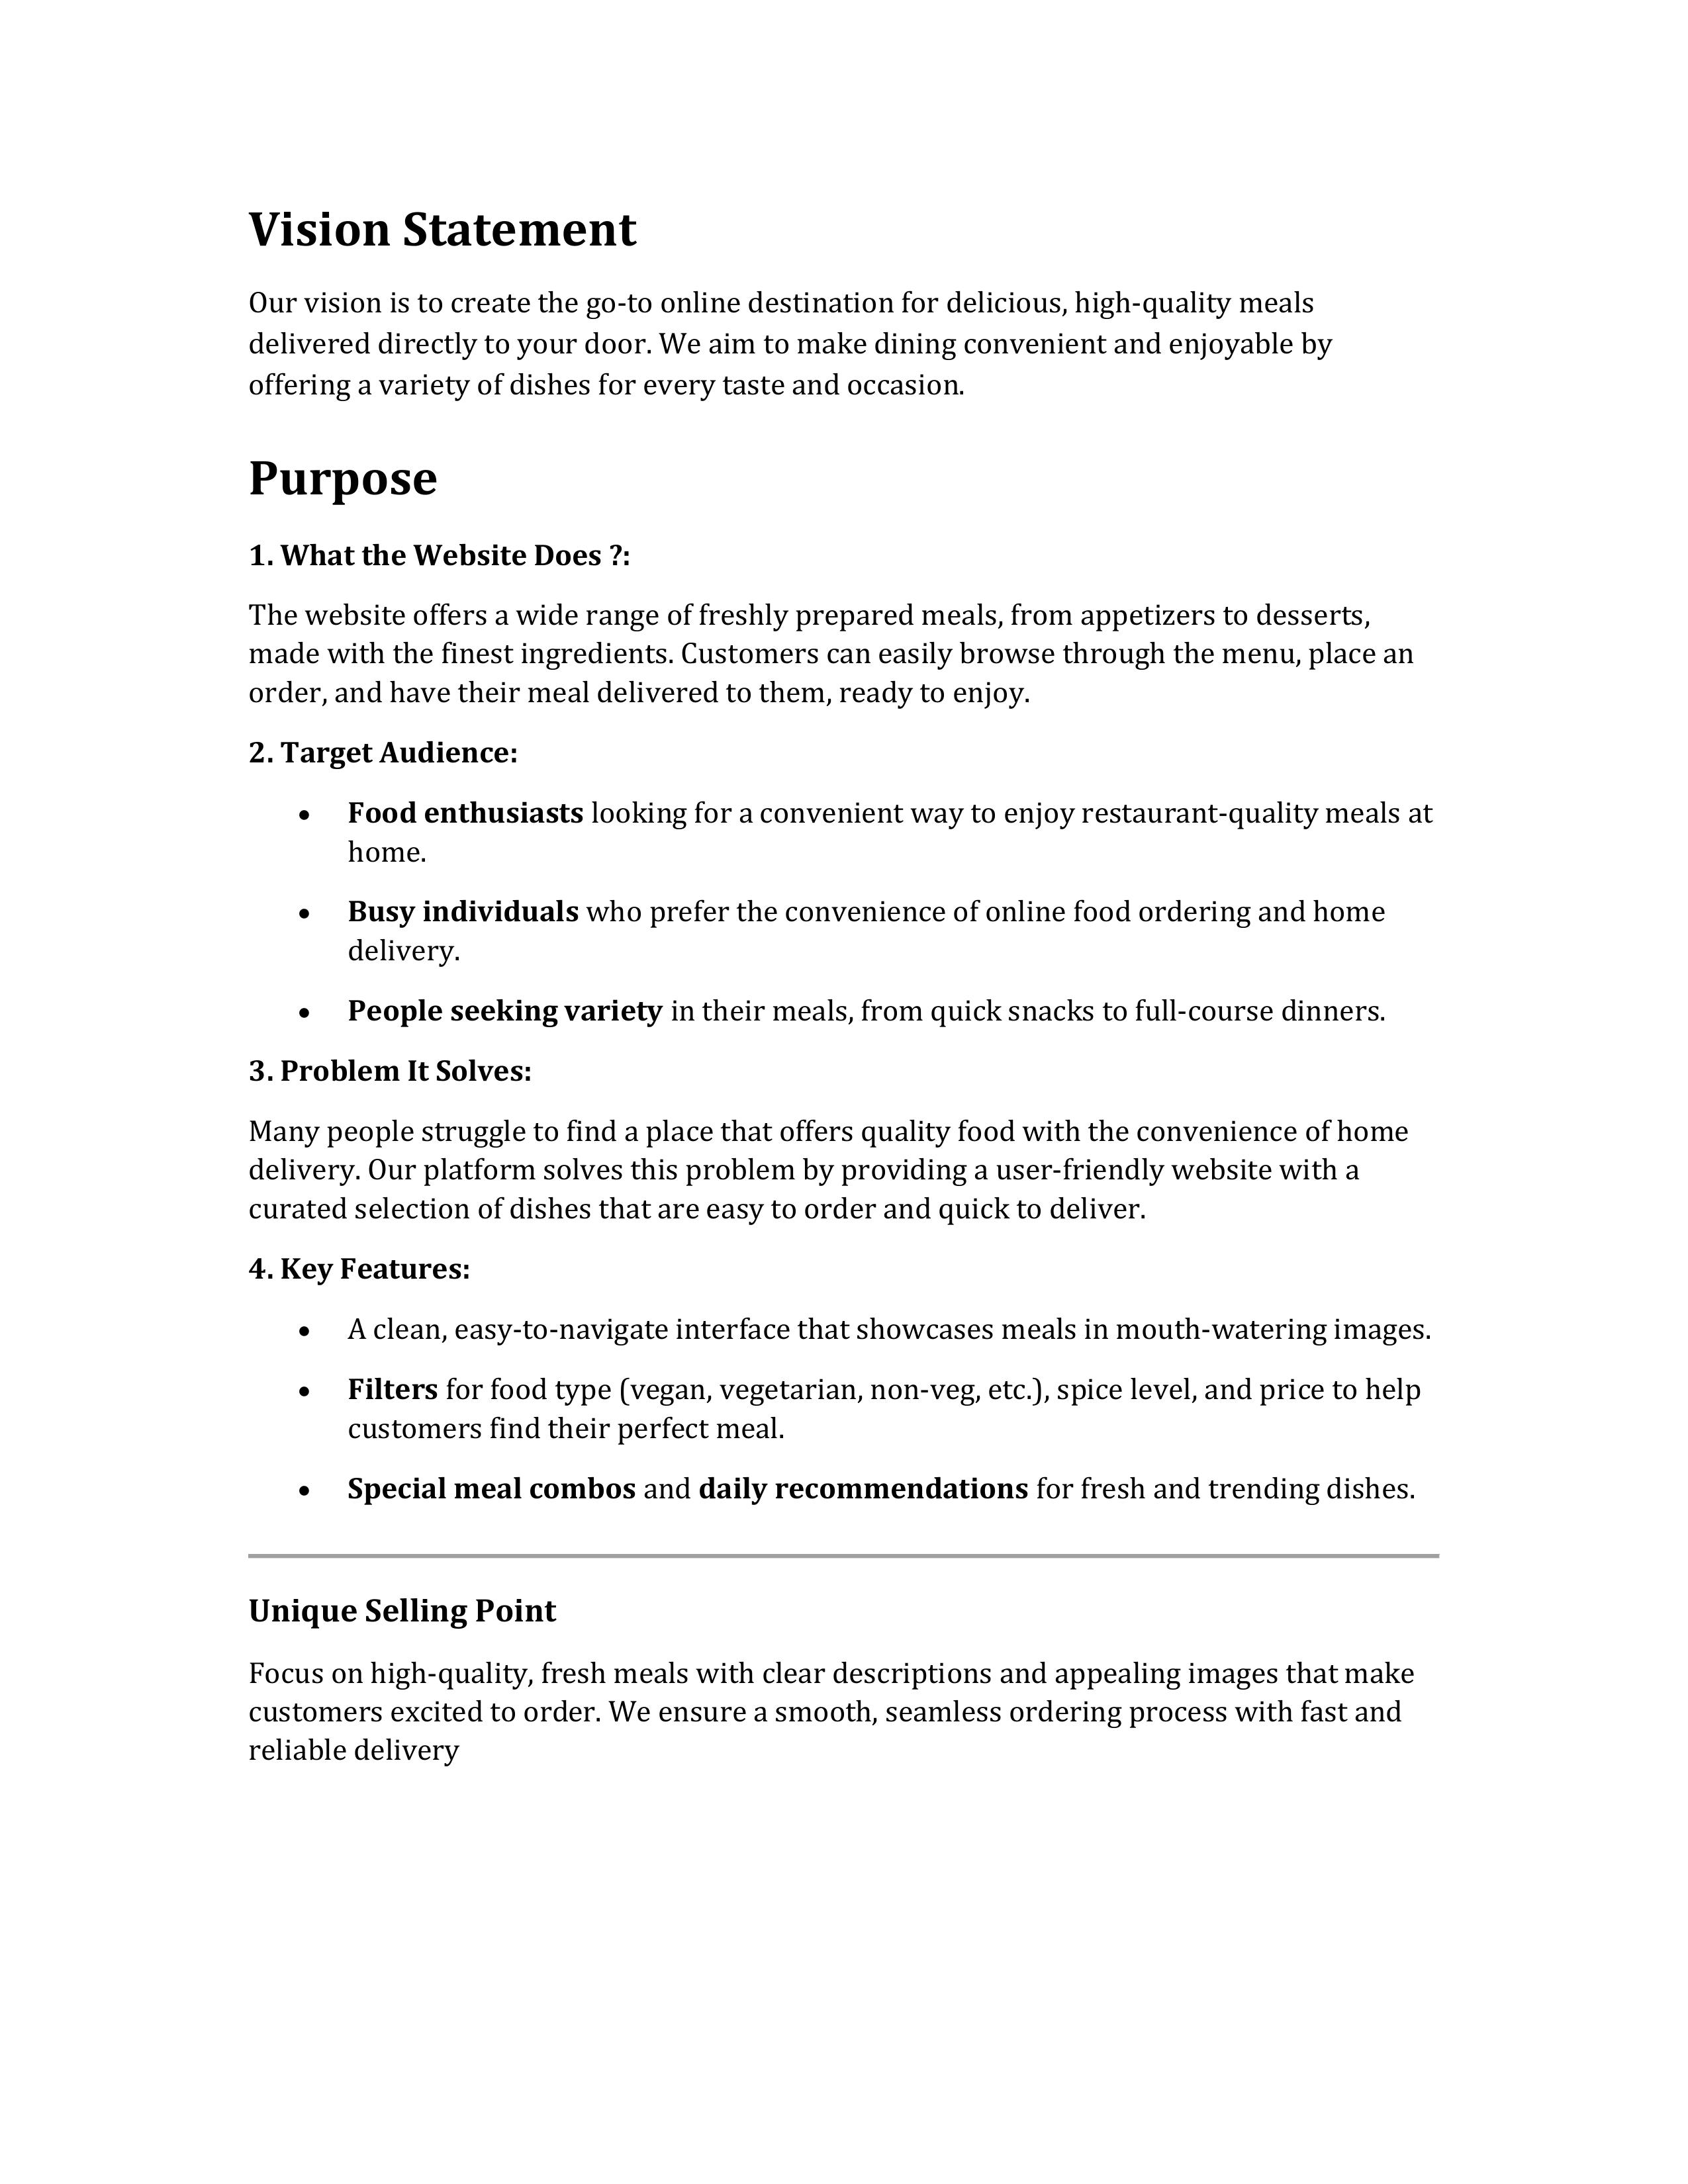 Vision Statement
Our vision is to create the go-to online destination for delicious, high-quality meals
delivered directly to your door. We aim to make dining convenient and enjoyable by
offering a variety of dishes for every taste and occasion.
Purpose
1. What the Website Does ?:
The website offers a wide range of freshly prepared meals, from appetizers to desserts,
made with the finest ingredients. Customers can easily browse through the menu, place an
order, and have their meal delivered to them, ready to enjoy.
2. Target Audience:
• Food enthusiasts looking for a convenient way to enjoy restaurant-quality meals at
home.
• Busy individuals who prefer the convenience of online food ordering and home
delivery.
• People seeking variety in their meals, from quick snacks to full-course dinners.
3. Problem It Solves:
Many people struggle to find a place that offers quality food with the convenience of home
delivery. Our platform solves this problem by providing a user-friendly website with a
curated selection of dishes that are easy to order and quick to deliver.
4. Key Features:
• A clean, easy-to-navigate interface that showcases meals in mouth-watering images.
• Filters for food type (vegan, vegetarian, non-veg, etc.), spice level, and price to help
customers find their perfect meal.
• Special meal combos and daily recommendations for fresh and trending dishes.
Unique Selling Point
Focus on high-quality, fresh meals with clear descriptions and appealing images that make
customers excited to order. We ensure a smooth, seamless ordering process with fast and
reliable delivery